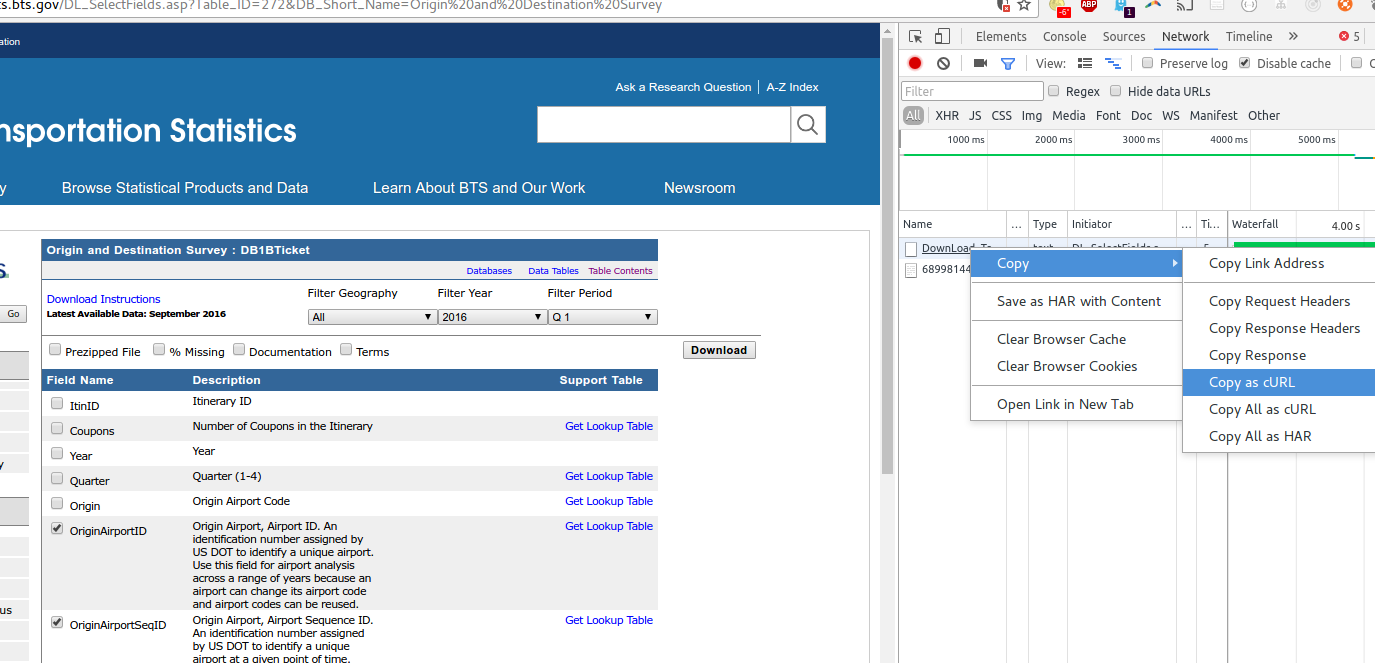 ts.bts.gov/DL_SelectFields.asp?Table_ID=272&DB_Short_Name=Origin%20and%20Destination%20Survey
-6˚
ABP
1
ation
Ask a Research Question | A-Z Index
nsportation Statistics
y
Browse Statistical Products and Data
Learn About BTS and Our Work
Newsroom
s.
Go
y
us
Origin and Destination Survey : DB1BTicket
Databases Data Tables Table Contents
Download Instructions
Latest Available Data: September 2016
Filter Geography Filter Year Filter Period
All 2016 Q 1
Prezipped File % Missing Documentation Terms Download
Field Name Description Support Table
ItinID Itinerary ID
Coupons Number of Coupons in the Itinerary Get Lookup Table
Year Year
Quarter Quarter (1-4) Get Lookup Table
Origin Origin Airport Code Get Lookup Table
OriginAirportID Origin Airport, Airport ID. An Get Lookup Table
identification number assigned by
US DOT to identify a unique airport.
Use this field for airport analysis
across a range of years because an
airport can change its airport code
and airport codes can be reused.
OriginAirportSeqID Origin Airport, Airport Sequence ID. Get Lookup Table
An identification number assigned
by US DOT to identify a unique
airport at a given point of time.
Elements Console Sources Network Timeline » 5
View: Preserve log Disable cache
Filter Regex Hide data URLs
All XHR JS CSS Img Media Font Doc WS Manifest Other
1000 ms 2000 ms 3000 ms 4000 ms 5000 ms
Name ... Type Initiator ... Ti... Waterfall 4.00 s
DownLoad_Ta
68998144
Copy
Save as HAR with Content
Clear Browser Cache
Clear Browser Cookies
Open Link in New Tab
Copy Link Address
Copy Request Headers
Copy Response Headers
Copy Response
Copy as cURL
Copy All as cURL
Copy All as HAR